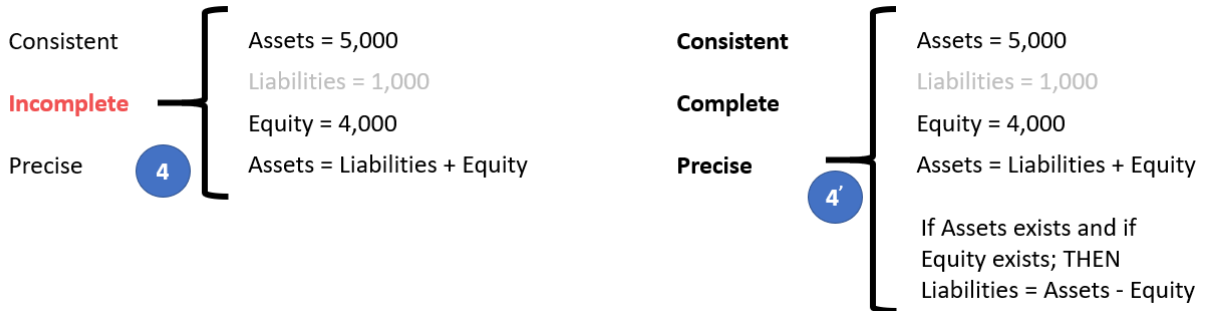 Consistent
Incomplete
Precise
4
Assets = 5,000
Liabilities = 1,000
Equity = 4,000
Assets = Liabilities + Equity
Consistent
Complete
Precise
4’
Assets = 5,000
Liabilities = 1,000
Equity = 4,000
Assets = Liabilities + Equity
If Assets exists and if
Equity exists; THEN
Liabilities = Assets - Equity